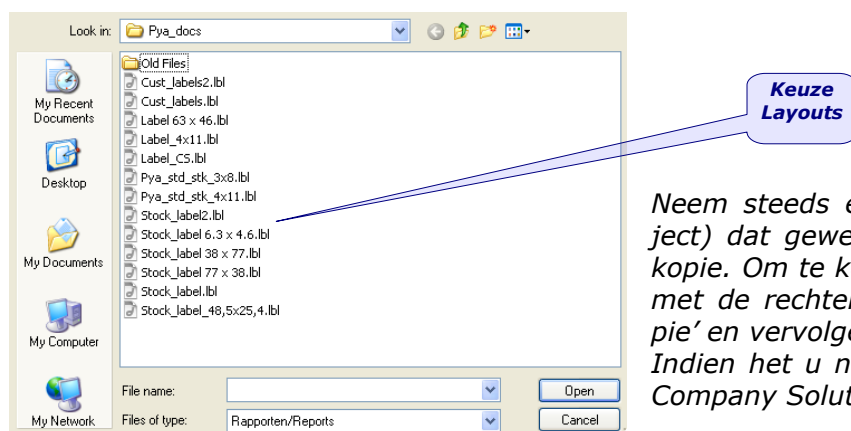 Look in:
Pya_docs
My Recent
Documents
Desktop
My Documents
My Computer
My Network
Old Files
Cust_labels2.lbl
Cust_labels.lbl
Label 63 x 46.lbl
Label_4x11.lbl
Label_CS.lbl
Pya_std_stk_3x8.lbl
Pya_std_stk_4x11.lbl
Stock_label2.lbl
Stock_label 6.3 x 4.6.lbl
Stock_label 38 x 77.lbl
Stock_label 77 x 38.lbl
Stock_label.lbl
Stock_label_48,5x25,4.lbl
File name:
Open
Files of type:
Rapporten/Reports
Cancel
Keuze
Layouts
Neem steeds e
ject) dat gewe
kopie. Om te k
met de rechte
pie’ en vervolge
Indien het u n
Company Solut